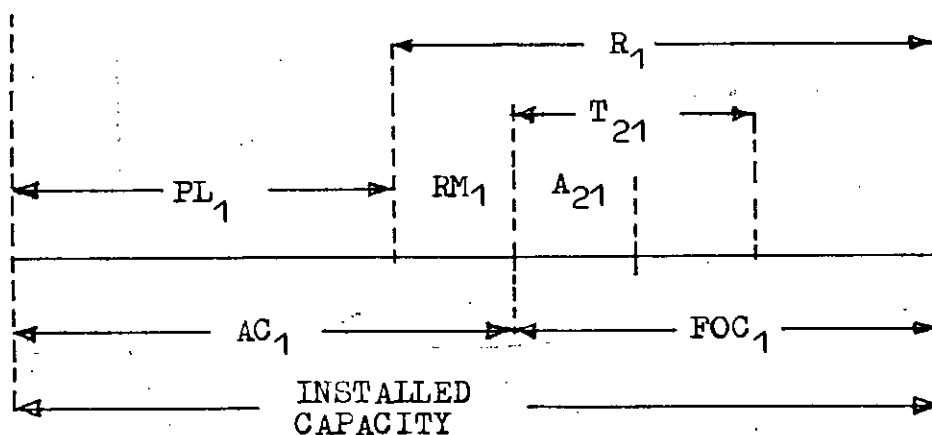 R₁
T₂₁
PL₁ RM₁ A₂₁
AC₁ FOC₁
INSTALLED
CAPACITY